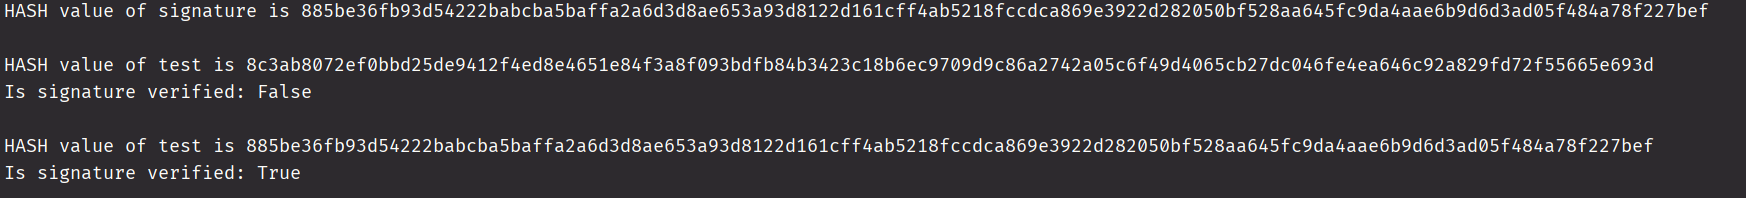 HASH value of signature is 885be36fb93d54222babcba5baffa2a6d3d8ae653a93d8122d161cff4ab5218fccdca869e3922d282050bf528aa645fc9da4aae6b9d6d3ad05f484a78f227bef
HASH value of test is 8c3ab8072ef0bbd25de9412f4ed8e4651e84f3a8f093bdfb84b3423c18b6ec9709d9c86a2742a05c6f49d4065cb27dc046fe4ea646c92a829fd72f55665e693d
Is signature verified: False
HASH value of test is 885be36fb93d54222babcba5baffa2a6d3d8ae653a93d8122d161cff4ab5218fccdca869e3922d282050bf528aa645fc9da4aae6b9d6d3ad05f484a78f227bef
Is signature verified: True